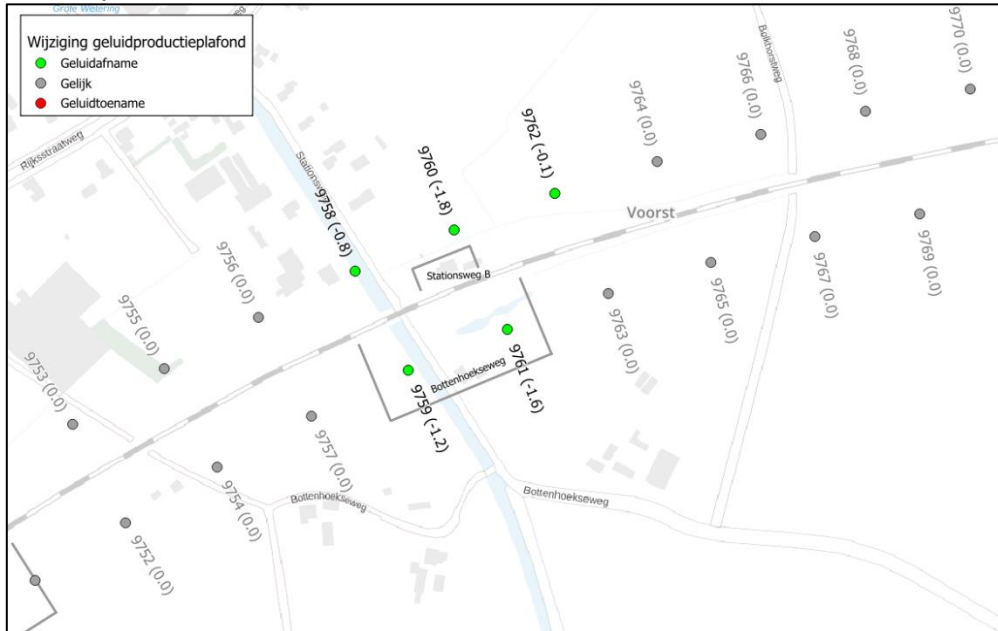 Grote Wetering
Wijziging geluidproductieplafond
Geluidafname
Gelijk
Geluidtoename
Rijksstraatweg
Stationsweg
Bolkhorstweg
9770 (0.0)
9768 (0.0)
9766 (0.0)
9764 (0.0)
9762 (-0.1)
9760 (-1.8)
9758 (-0.8)
9756 (0.0)
9755 (0.0)
9753 (0.0)
Voorst
Stationsweg B
9769 (0.0)
9767 (0.0)
9765 (0.0)
9763 (0.0)
9761 (-1.6)
Bottenhoekseweg
9759 (-1.2)
9757 (0.0)
9754 (0.0)
9752 (0.0)
Bottenhoekseweg
Bottenhoekseweg